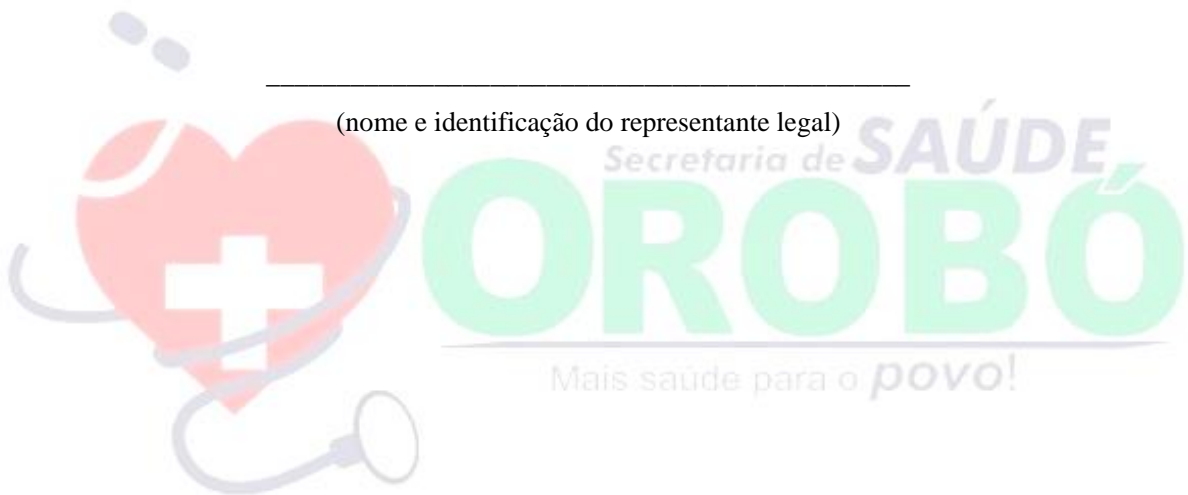 (nome e identificação do representante legal)
Secretaria de SAÚDE
OROBÓ
Mais saúde para o povo!